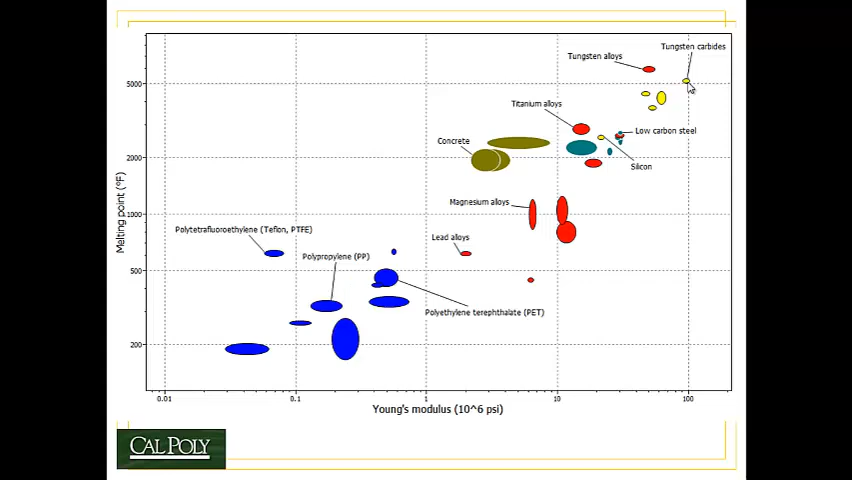 Tungsten carbides
Tungsten alloys
5000
Titanium alloys
Low carbon steel
Concrete
2000
Silicon
Magnesium alloys
1000
Polytetrafluoroethylene (Teflon, PTFE)
Lead alloys
Polypropylene (PP)
500
Polyethylene terephthalate (PET)
200
Melting point (°F)
0.01
0.1
1
10
100
Young's modulus (10^6 psi)
CAL POLY